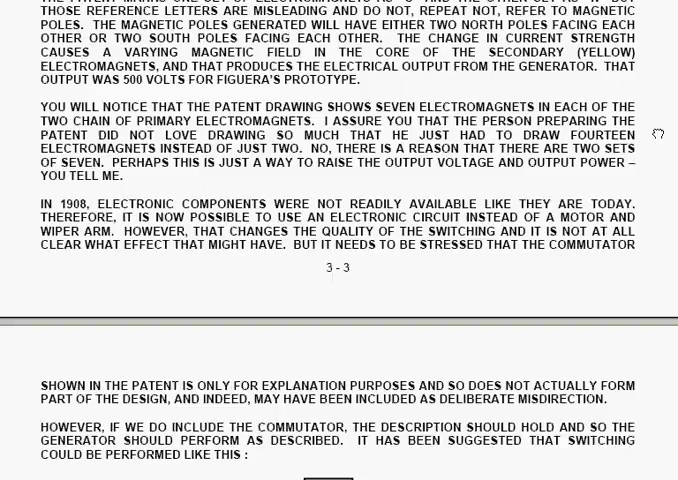 THOSE REFERENCE LETTERS ARE MISLEADING AND DO NOT, REPEAT NOT, REFER TO MAGNETIC
POLES. THE MAGNETIC POLES GENERATED WILL HAVE EITHER TWO NORTH POLES FACING EACH
OTHER OR TWO SOUTH POLES FACING EACH OTHER. THE CHANGE IN CURRENT STRENGTH
CAUSES A VARYING MAGNETIC FIELD IN THE CORE OF THE SECONDARY (YELLOW)
ELECTROMAGNETS, AND THAT PRODUCES THE ELECTRICAL OUTPUT FROM THE GENERATOR. THAT
OUTPUT WAS 500 VOLTS FOR FIGUERA'S PROTOTYPE.
YOU WILL NOTICE THAT THE PATENT DRAWING SHOWS SEVEN ELECTROMAGNETS IN EACH OF THE
TWO CHAIN OF PRIMARY ELECTROMAGNETS. I ASSURE YOU THAT THE PERSON PREPARING THE
PATENT DID NOT LOVE DRAWING SO MUCH THAT HE JUST HAD TO DRAW FOURTEEN
ELECTROMAGNETS INSTEAD OF JUST TWO. NO, THERE IS A REASON THAT THERE ARE TWO SETS
OF SEVEN. PERHAPS THIS IS JUST A WAY TO RAISE THE OUTPUT VOLTAGE AND OUTPUT POWER –
YOU TELL ME.
IN 1908, ELECTRONIC COMPONENTS WERE NOT READILY AVAILABLE LIKE THEY ARE TODAY.
THEREFORE, IT IS NOW POSSIBLE TO USE AN ELECTRONIC CIRCUIT INSTEAD OF A MOTOR AND
WIPER ARM. HOWEVER, THAT CHANGES THE QUALITY OF THE SWITCHING AND IT IS NOT AT ALL
CLEAR WHAT EFFECT THAT MIGHT HAVE. BUT IT NEEDS TO BE STRESSED THAT THE COMMUTATOR
3 - 3
SHOWN IN THE PATENT IS ONLY FOR EXPLANATION PURPOSES AND SO DOES NOT ACTUALLY FORM
PART OF THE DESIGN, AND INDEED, MAY HAVE BEEN INCLUDED AS DELIBERATE MISDIRECTION.
HOWEVER, IF WE DO INCLUDE THE COMMUTATOR, THE DESCRIPTION SHOULD HOLD AND SO THE
GENERATOR SHOULD PERFORM AS DESCRIBED. IT HAS BEEN SUGGESTED THAT SWITCHING
COULD BE PERFORMED LIKE THIS :